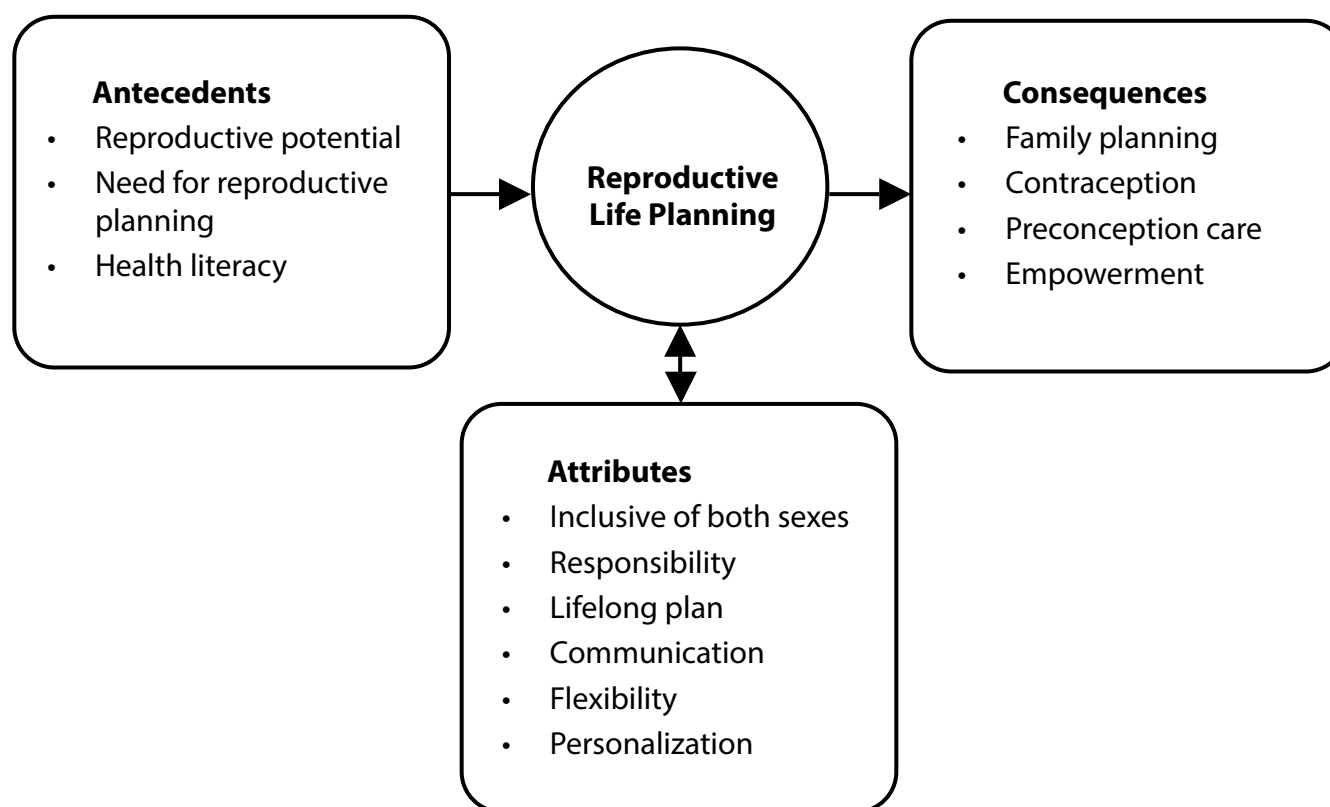 Antecedents
• Reproductive potential
• Need for reproductive
planning
• Health literacy
Reproductive
Life Planning
Consequences
• Family planning
• Contraception
• Preconception care
• Empowerment
Attributes
• Inclusive of both sexes
• Responsibility
• Lifelong plan
• Communication
• Flexibility
• Personalization